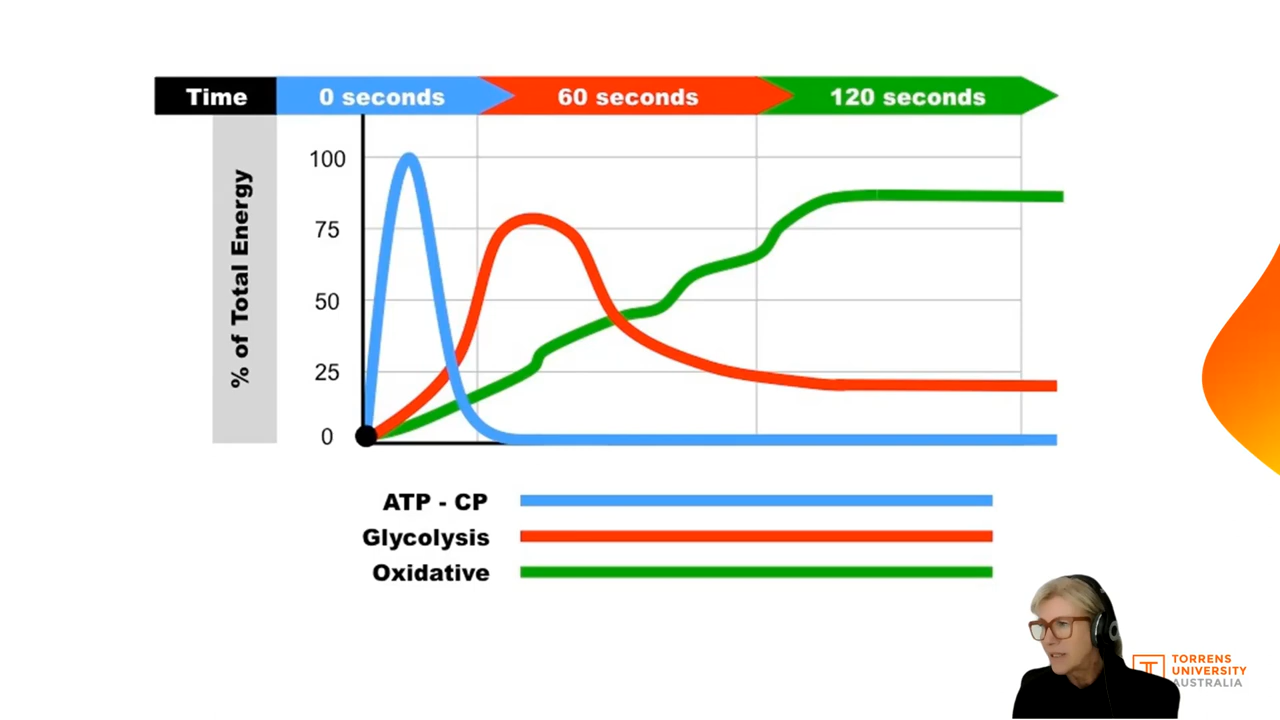 Time 0 seconds 60 seconds 120 seconds
% of Total Energy
100
75
50
25
0
ATP - CP
Glycolysis
Oxidative
TORRENS
UNIVERSITY
AUSTRALIA